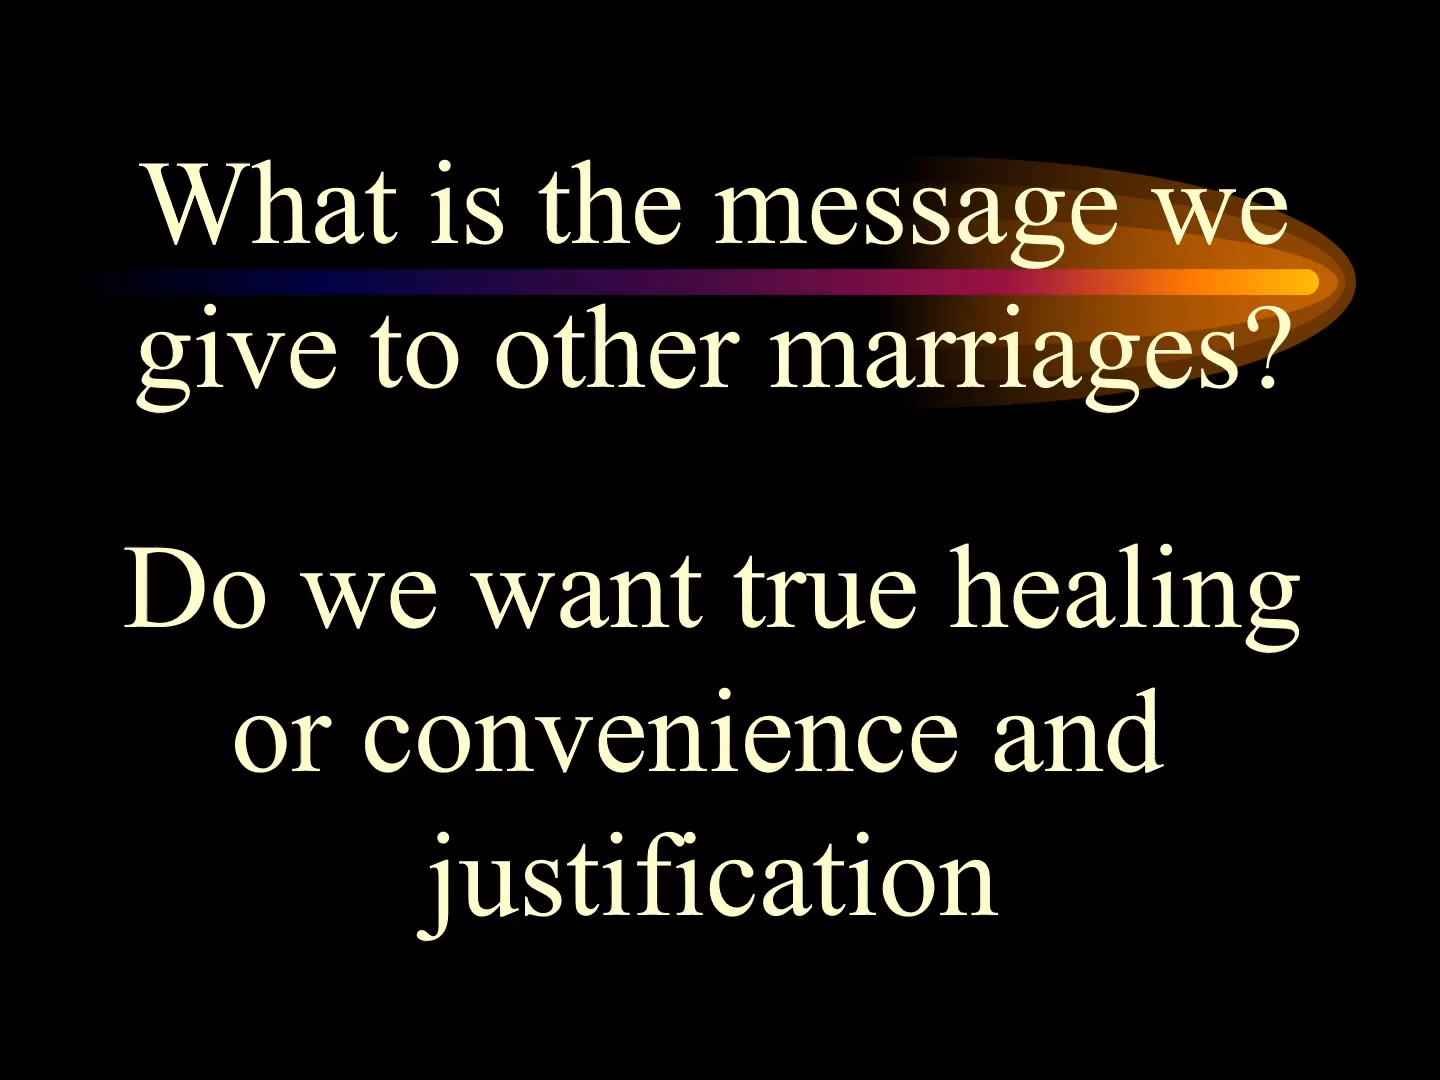 What is the message we
give to other marriages?
Do we want true healing
or convenience and
justification